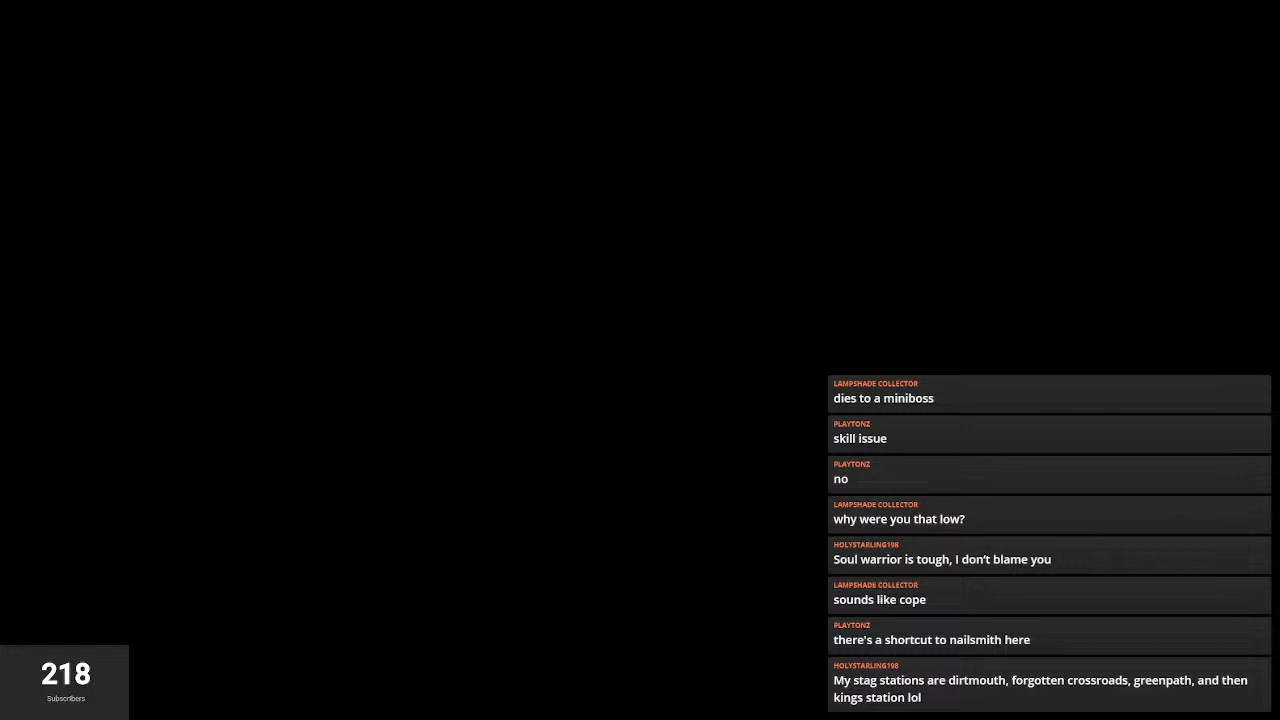 LAMPSHADE COLLECTOR
dies to a miniboss
PLAYTONZ
skill issue
PLAYTONZ
no
LAMPSHADE COLLECTOR
why were you that low?
HOLYSTARLING198
Soul warrior is tough, I don't blame you
LAMPSHADE COLLECTOR
sounds like cope
PLAYTONZ
there's a shortcut to nailsmith here
HOLYSTARLING198
My stag stations are dirtmouth, forgotten crossroads, greenpath, and then
kings station lol
218
Subscribers